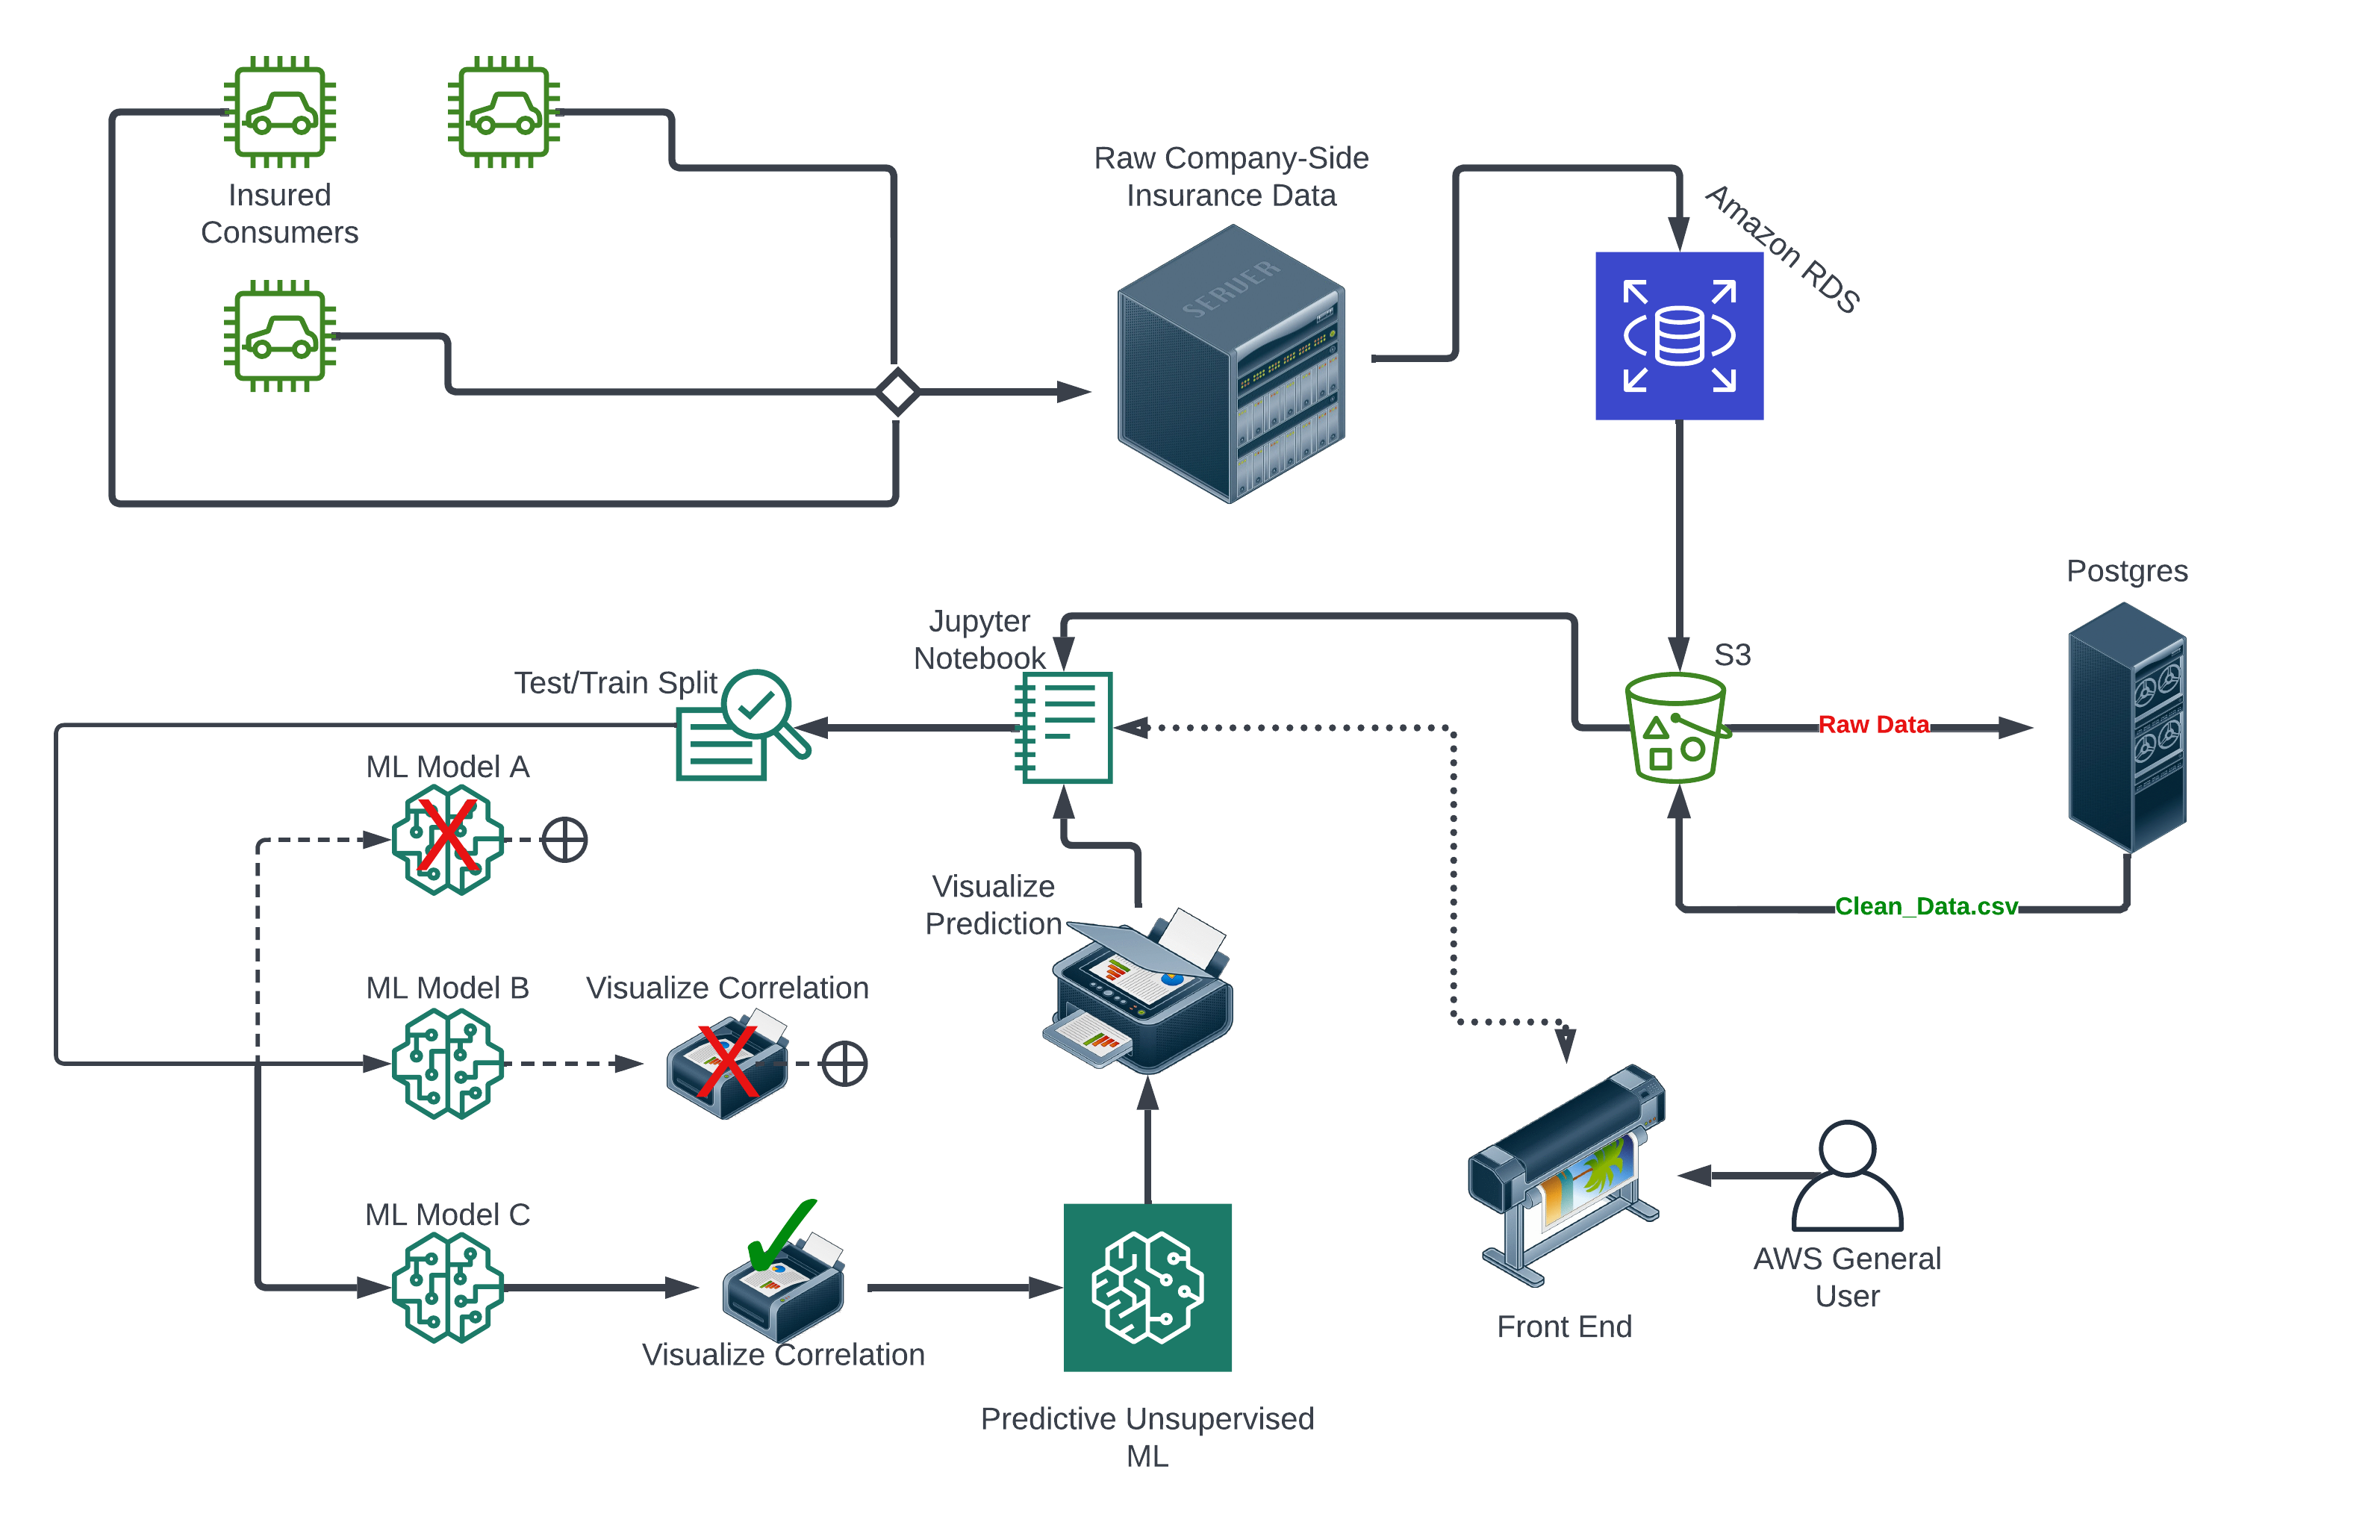 Insured
Consumers
Raw Company-Side
Insurance Data
SERVER
Amazon RDS
Postgres
Jupyter
Notebook
S3
Test/Train Split
Raw Data
ML Model A
Visualize
Prediction
Clean_Data.csv
ML Model B
Visualize Correlation
ML Model C
Visualize Correlation
AWS General
User
Front End
Predictive Unsupervised
ML